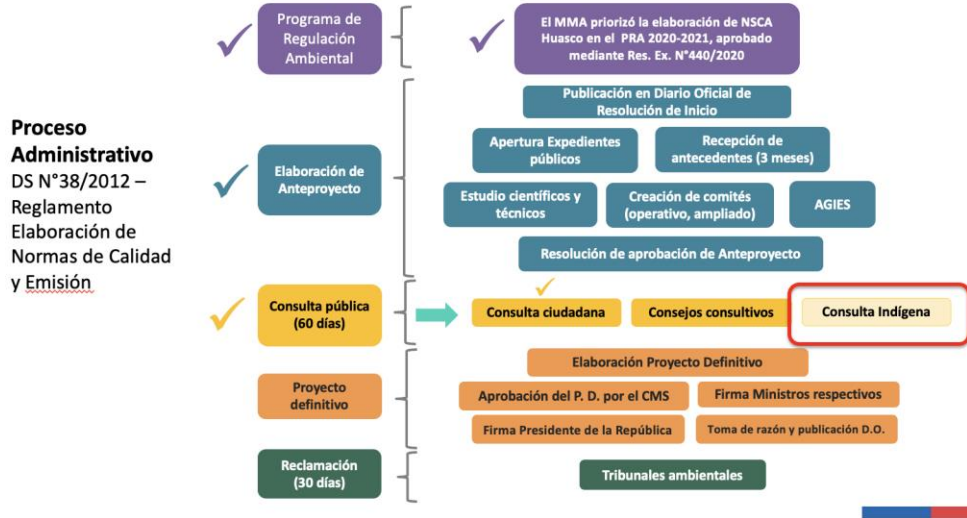 Proceso
Administrativo
DS N°38/2012 –
Reglamento
Elaboración de
Normas de Calidad
y Emisión
Programa de
Regulación
Ambiental
El MMA priorizó la elaboración de NSCA
Huasco en el PRA 2020-2021, aprobado
mediante Res. Ex. N°440/2020
Elaboración de
Anteproyecto
Publicación en Diario Oficial de
Resolución de Inicio
Apertura Expedientes
públicos
Recepción de
antecedentes (3 meses)
Estudio científicos y
técnicos
Creación de comités
(operativo, ampliado)
AGIES
Resolución de aprobación de Anteproyecto
Consulta pública
(60 días)
Consulta ciudadana
Consejos consultivos
Consulta Indígena
Proyecto
definitivo
Elaboración Proyecto Definitivo
Aprobación del P. D. por el CMS
Firma Ministros respectivos
Firma Presidente de la República
Toma de razón y publicación D.O.
Reclamación
(30 días)
Tribunales ambientales